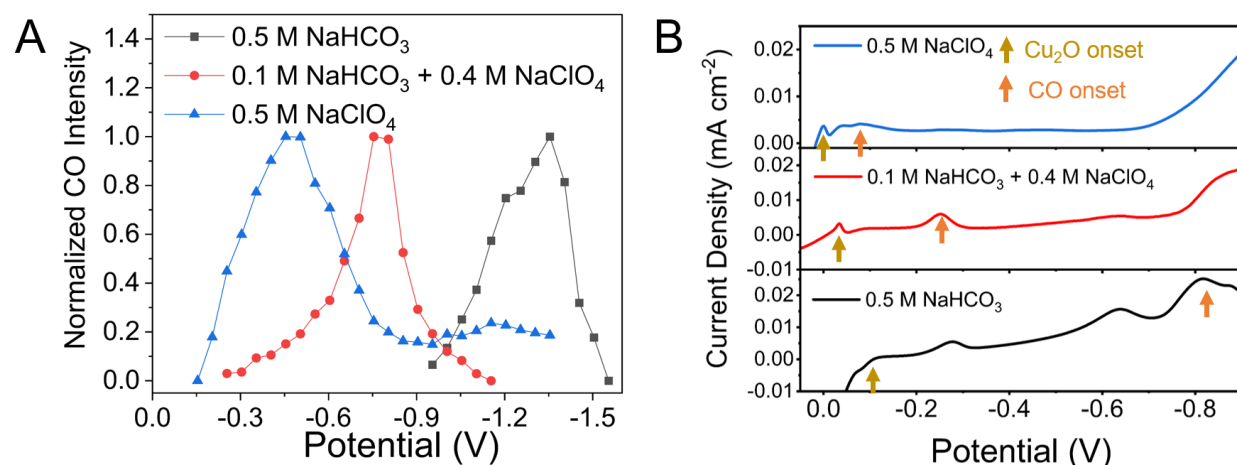 A
Normalized CO Intensity
1.4
1.2
1.0
0.8
0.6
0.4
0.2
0.0
0.5 M NaHCO₃
0.1 M NaHCO₃ + 0.4 M NaClO₄
0.5 M NaClO₄
0.0 -0.3 -0.6 -0.9 -1.2 -1.5
Potential (V)
B
Current Density (mA cm⁻²)
0.02
0.01
0.00
0.5 M NaClO₄
Cu₂O onset
CO onset
0.02
0.01
0.00
-0.01
0.1 M NaHCO₃ + 0.4 M NaClO₄
0.02
0.01
0.00
-0.01
0.5 M NaHCO₃
0.0 -0.2 -0.4 -0.6 -0.8
Potential (V)